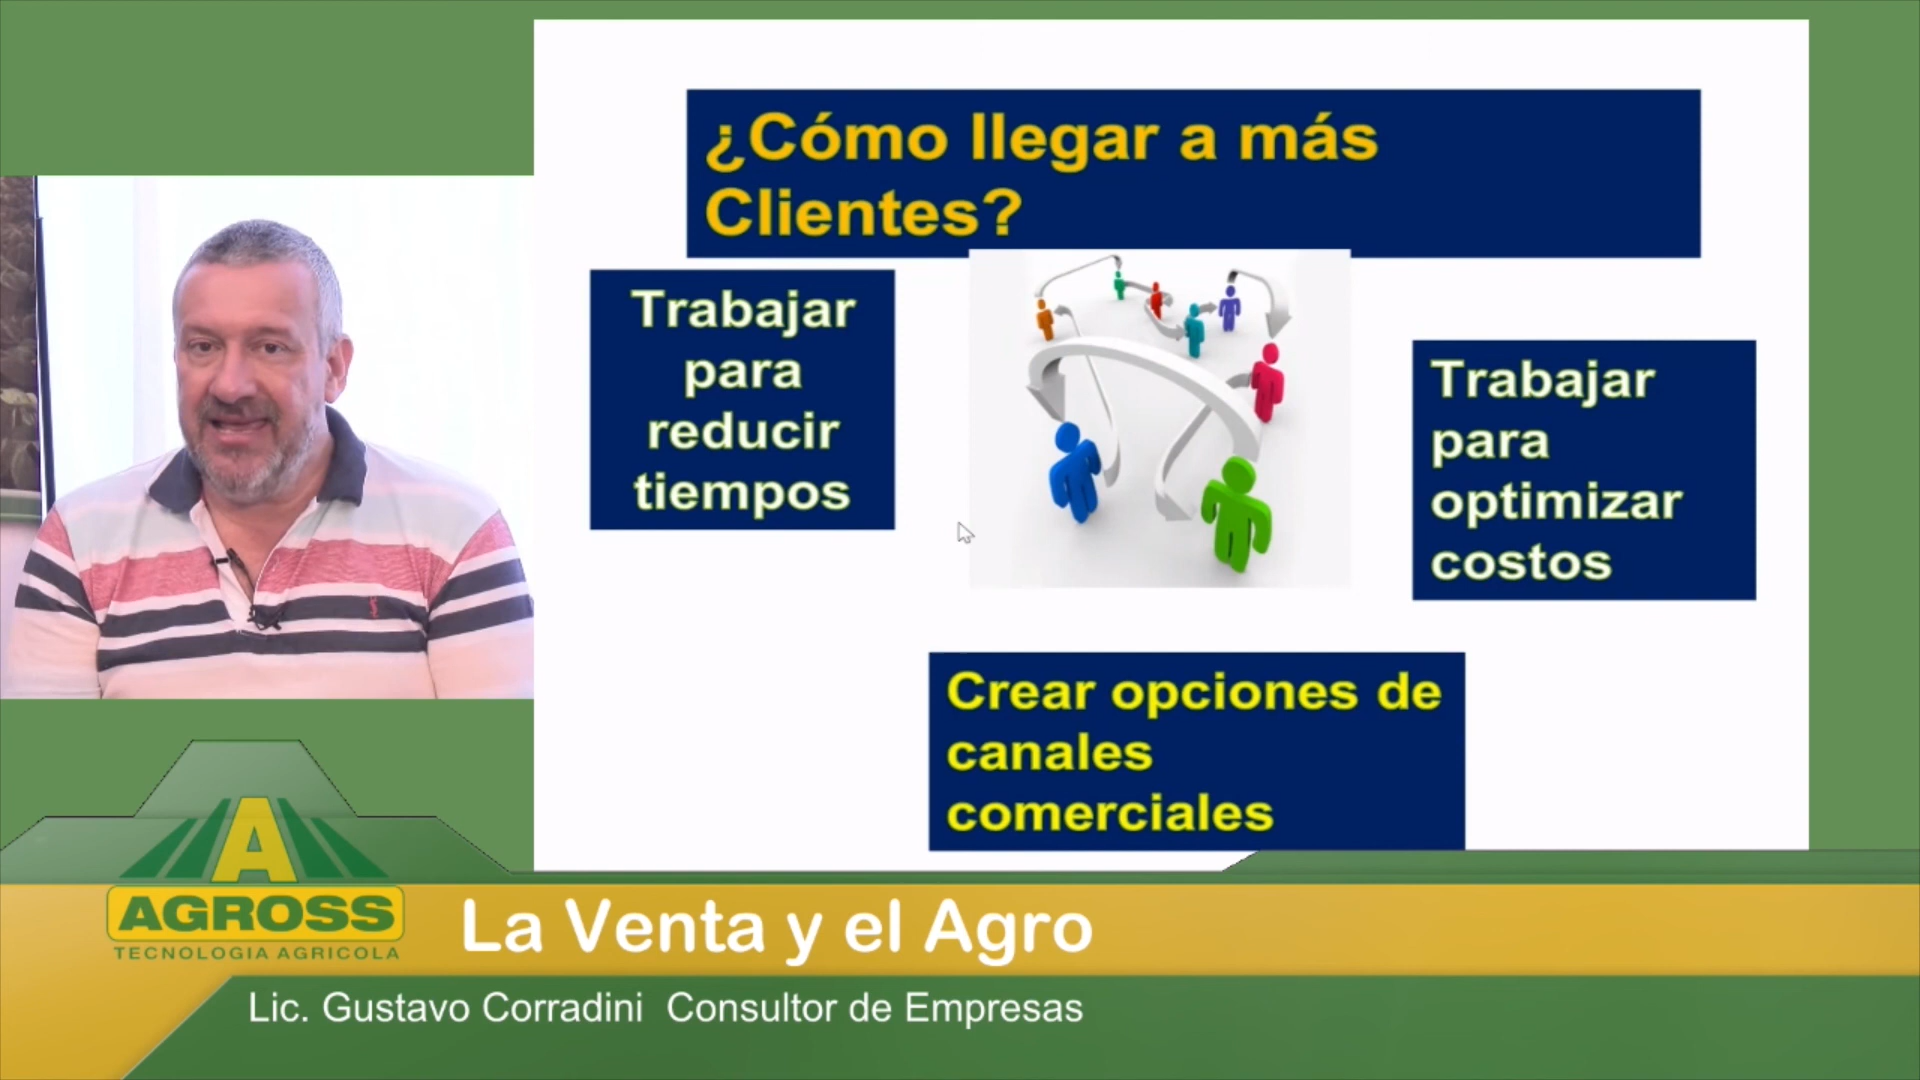 ¿Cómo llegar a más
Clientes?
Trabajar
para
reducir
tiempos
Trabajar
para
optimizar
costos
Crear opciones de
canales
comerciales
A
AGROSS
TECNOLOGIA AGRICOLA
La Venta y el Agro
Lic. Gustavo Corradini  Consultor de Empresas